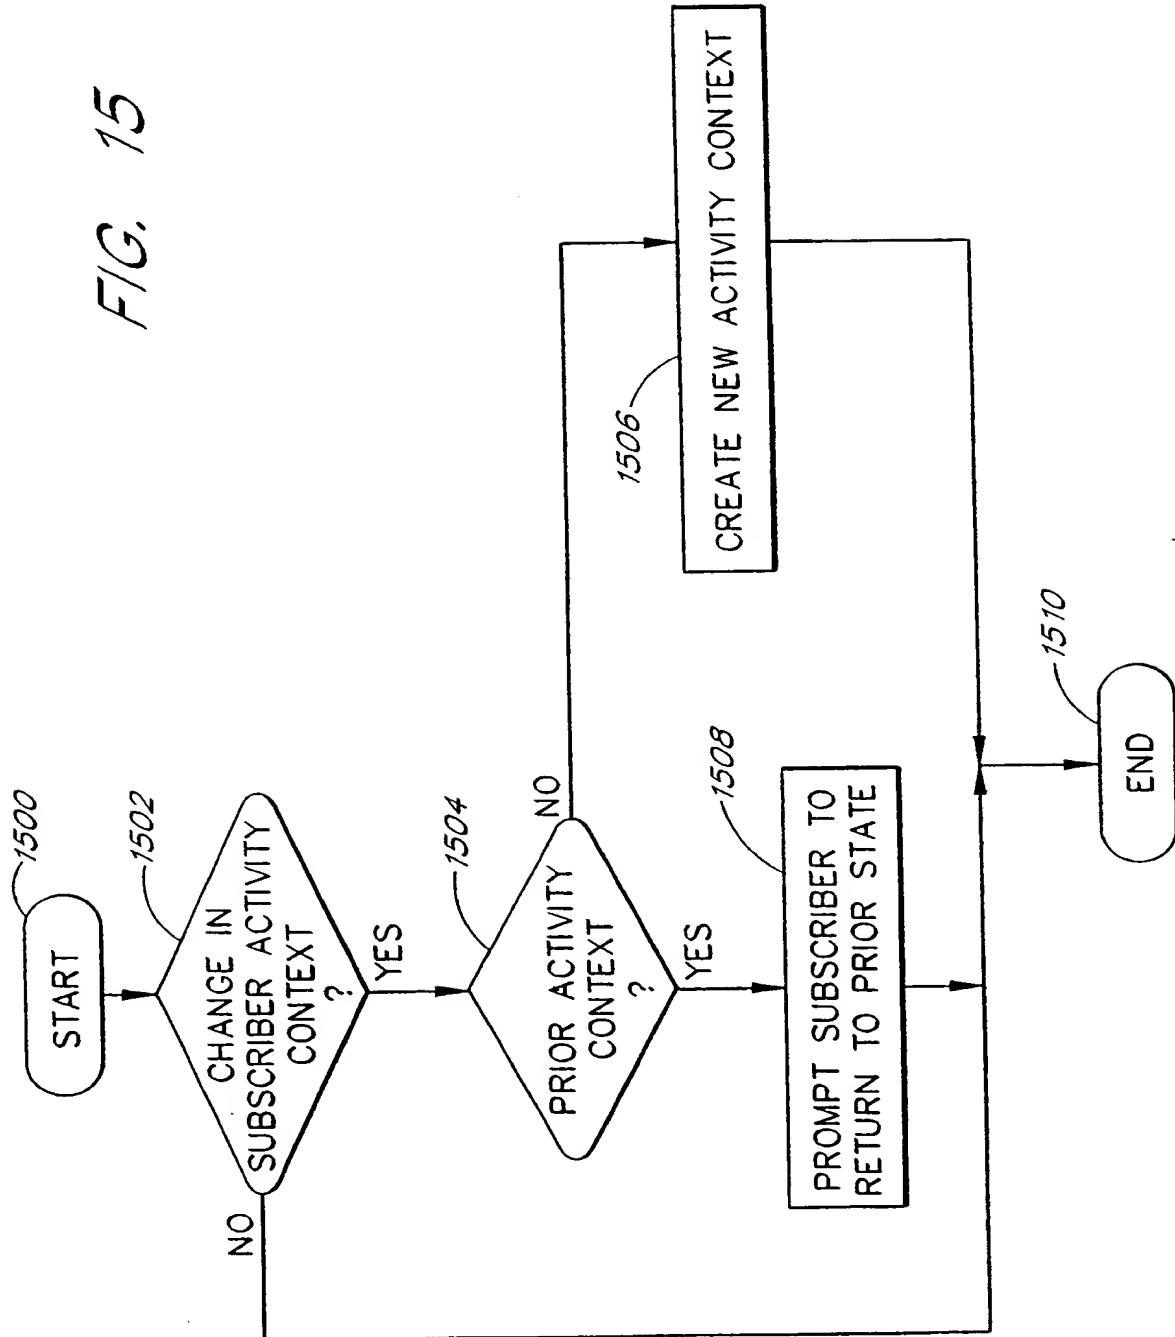 FIG. 15
1500
START
1502
CHANGE IN
SUBSCRIBER ACTIVITY
CONTEXT
?
NO
YES
1504
PRIOR ACTIVITY
CONTEXT
?
NO
YES
1506
CREATE NEW ACTIVITY CONTEXT
1508
PROMPT SUBSCRIBER TO
RETURN TO PRIOR STATE
1510
END